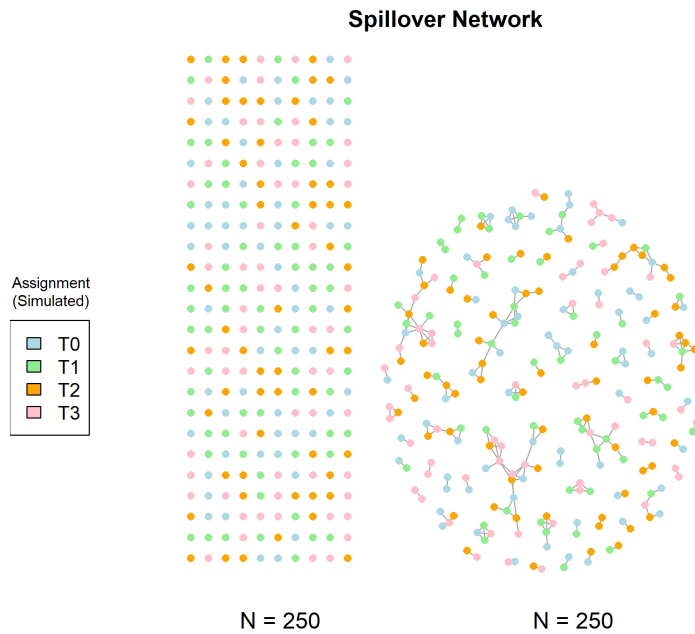 Spillover Network
Assignment
(Simulated)
T0
T1
T2
T3
N = 250
N = 250